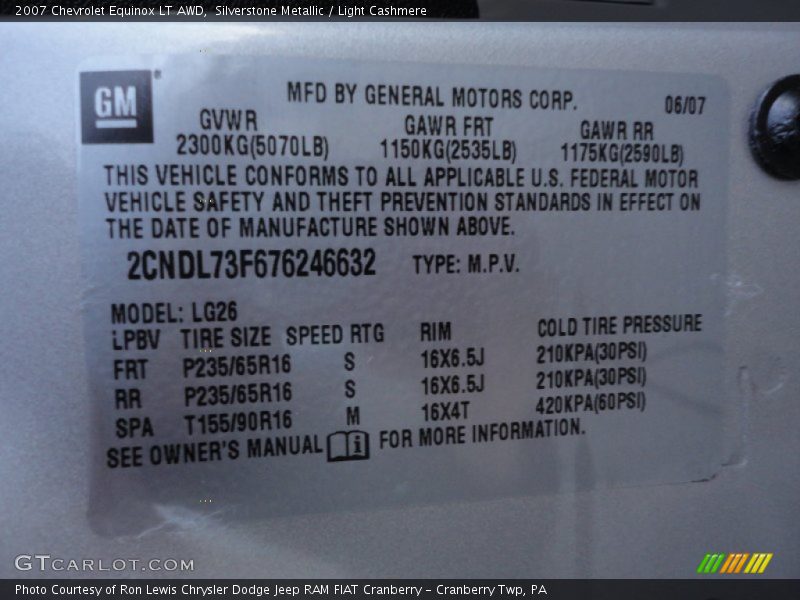 2007 Chevrolet Equinox LT AWD,  Silverstone Metallic / Light Cashmere
GM
MFD BY GENERAL MOTORS CORP. 06/07
GVWR GAWR FRT GAWR RR
2300KG(5070LB) 1150KG(2535LB) 1175KG(2590LB)
THIS VEHICLE CONFORMS TO ALL APPLICABLE U.S. FEDERAL MOTOR
VEHICLE SAFETY AND THEFT PREVENTION STANDARDS IN EFFECT ON
THE DATE OF MANUFACTURE SHOWN ABOVE.
2CNDL73F676246632 TYPE: M.P.V.
MODEL: LG26
LPBV TIRE SIZE SPEED RTG RIM COLD TIRE PRESSURE
FRT P235/65R16 S 16X6.5J 210KPA(30PSI)
RR P235/65R16 S 16X6.5J 210KPA(30PSI)
SPA T155/90R16 M 16X4T 420KPA(60PSI)
SEE OWNER'S MANUAL i FOR MORE INFORMATION.
GTCARLOT.COM
Photo Courtesy of Ron Lewis Chrysler Dodge Jeep RAM FIAT Cranberry – Cranberry Twp, PA